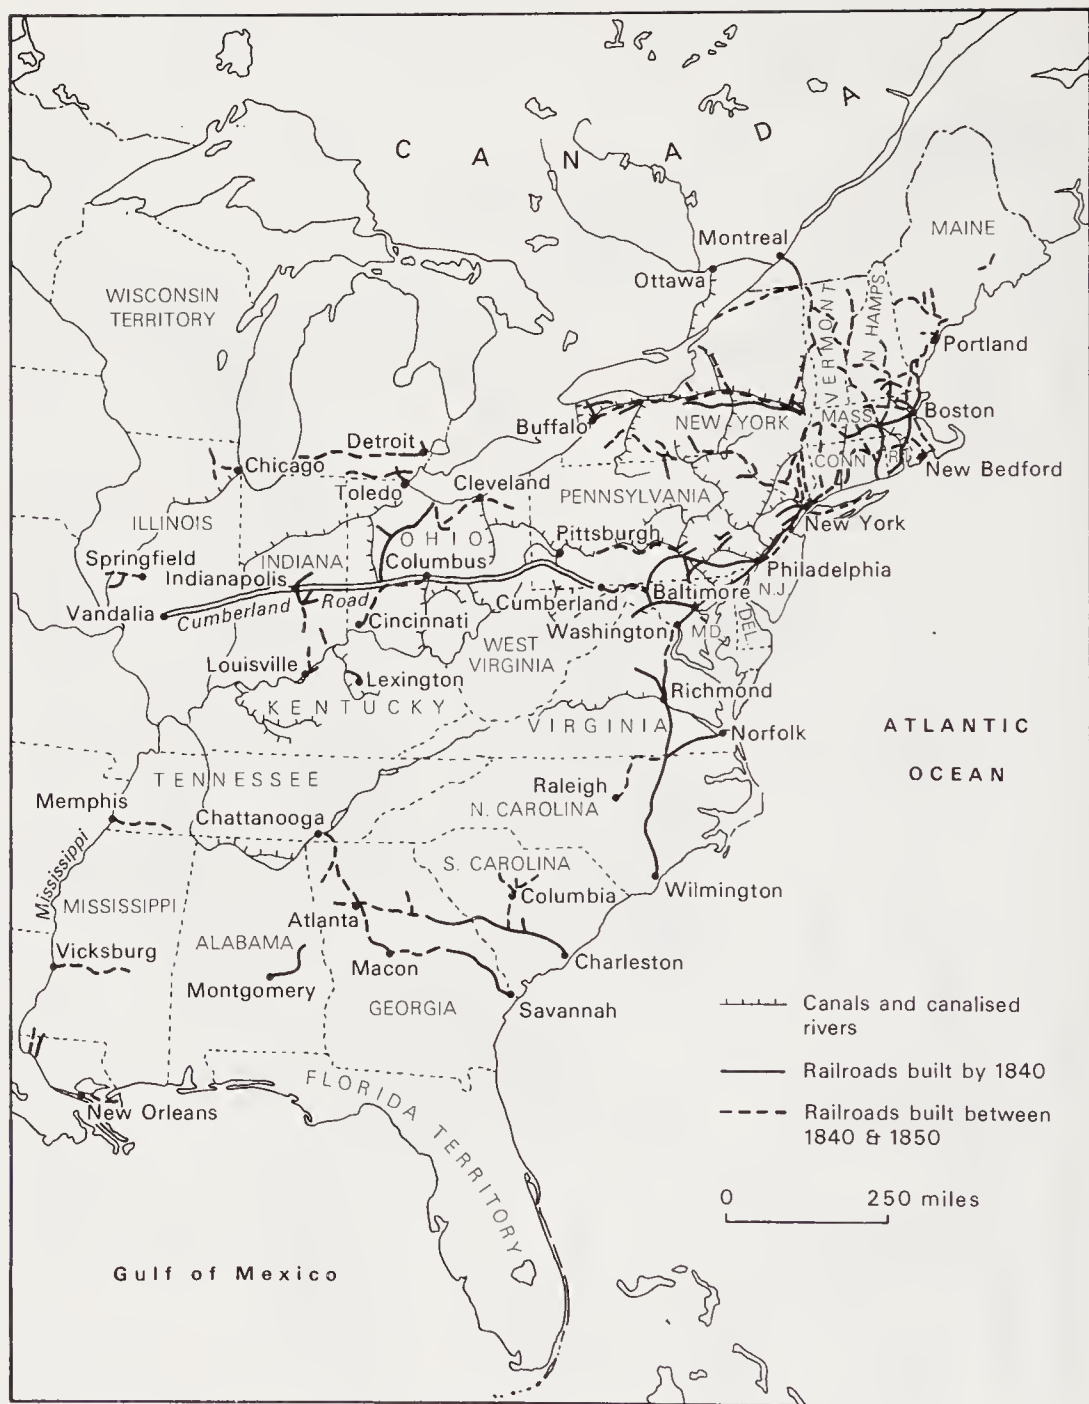 C A N A D A
MAINE
Montreal
Ottawa
WISCONSIN
TERRITORY
VERMONT
N HAMPS.
Portland
Buffalo
NEW YORK
MASS
Boston
Detroit
Chicago
Toledo
Cleveland
CONN
R.I.
New Bedford
PENNSYLVANIA
New York
ILLINOIS
OHIO
Pittsburgh
Springfield
INDIANA
Indianapolis
Columbus
Philadelphia
N.J.
Vandalia
Cumberland Road
Cumberland
Baltimore
Cincinnati
Washington
MD.
DEL.
WEST
VIRGINIA
Louisville
Lexington
Richmond
KENTUCKY
VIRGINIA
Norfolk
ATLANTIC
OCEAN
TENNESSEE
Raleigh
N. CAROLINA
Memphis
Chattanooga
Mississippi
S. CAROLINA
Columbia
Wilmington
MISSISSIPPI
Atlanta
ALABAMA
Vicksburg
Macon
Charleston
Montgomery
GEORGIA
Savannah
Canals and canalised
rivers
Railroads built by 1840
New Orleans
FLORIDA TERRITORY
Railroads built between
1840 & 1850
0 250 miles
Gulf of Mexico